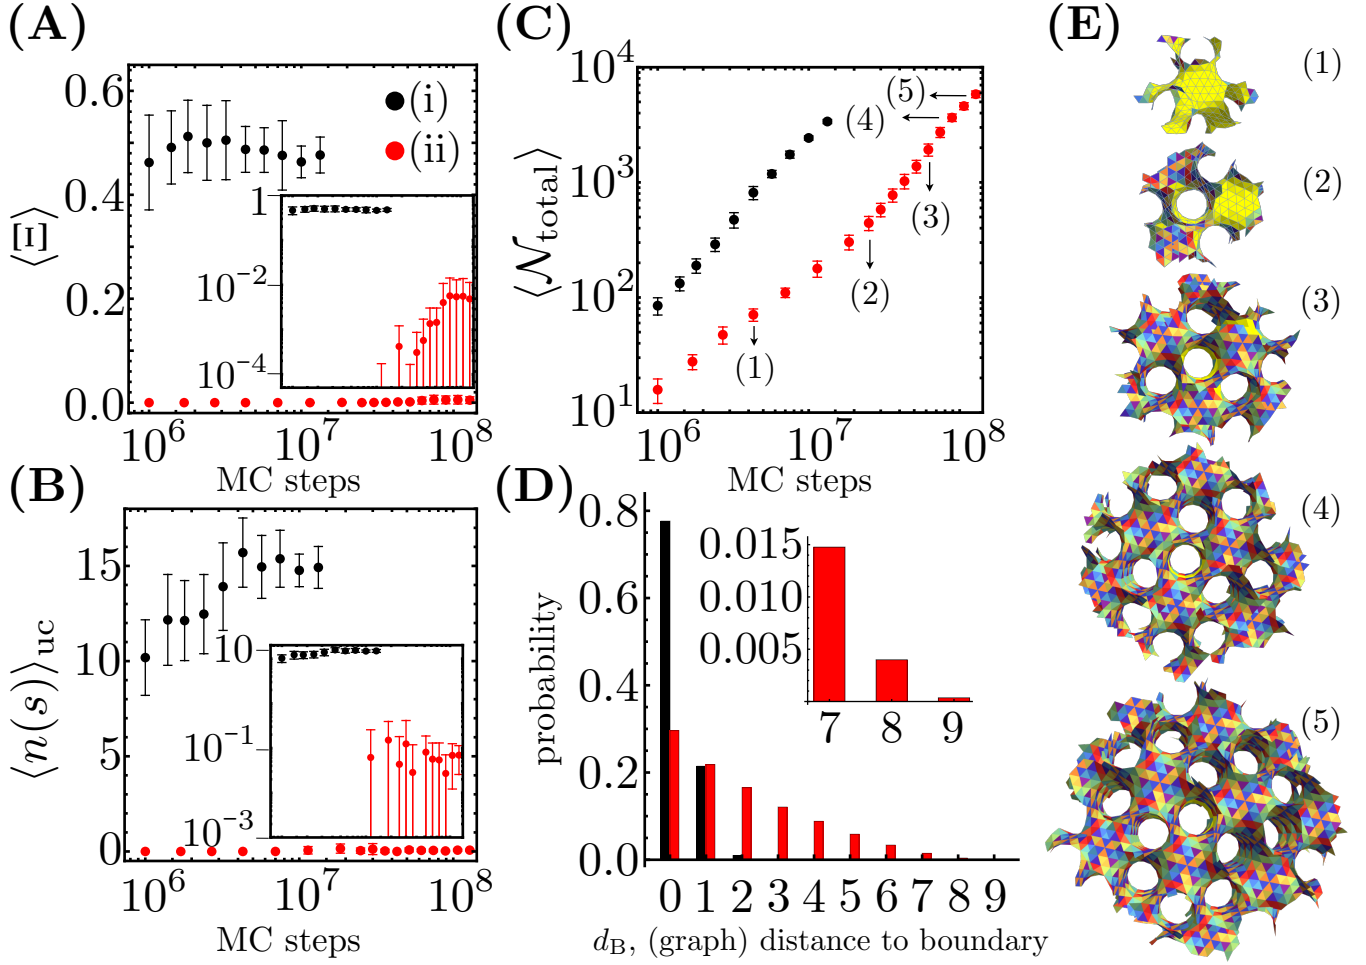 (A)
⟨Ξ⟩
0.6
0.4
0.2
0.0
(i)
(ii)
1
10^-2
10^-4
10^6
10^7
10^8
MC steps
(B)
⟨n(s)⟩uc
15
10
5
0
10
10^-1
10^-3
10^6
10^7
10^8
MC steps
(C)
⟨𝒩total⟩
10^4
10^3
10^2
10^1
(5)
(4)
(3)
(2)
(1)
10^6
10^7
10^8
MC steps
(D)
probability
0.8
0.6
0.4
0.2
0.0
0.015
0.010
0.005
7 8 9
0 1 2 3 4 5 6 7 8 9
dB, (graph) distance to boundary
(E)
(1)
(2)
(3)
(4)
(5)